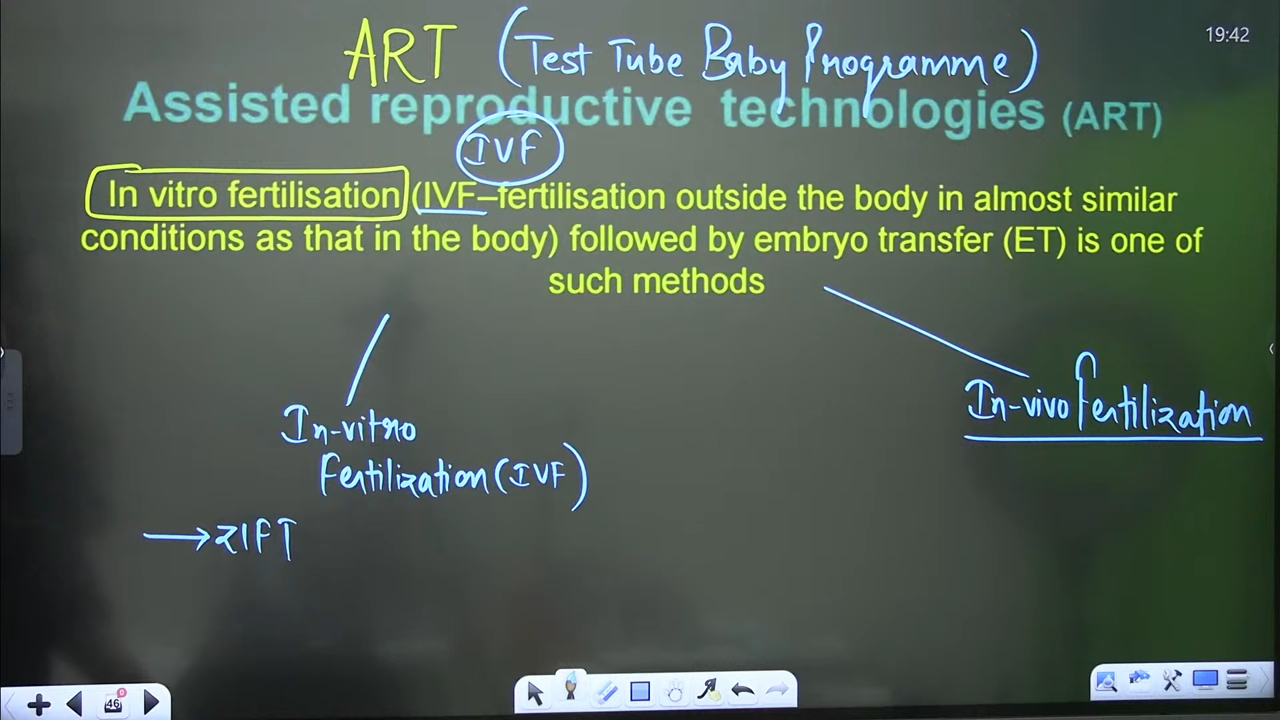 19:42
ART (Test Tube Baby Programme)
Assisted reproductive technologies (ART)
IVF
In vitro fertilisation (IVF–fertilisation outside the body in almost similar
conditions as that in the body) followed by embryo transfer (ET) is one of
such methods
In-vivo fertilization
In-vitro
fertilization (IVF)
→ ZIFT
46
0